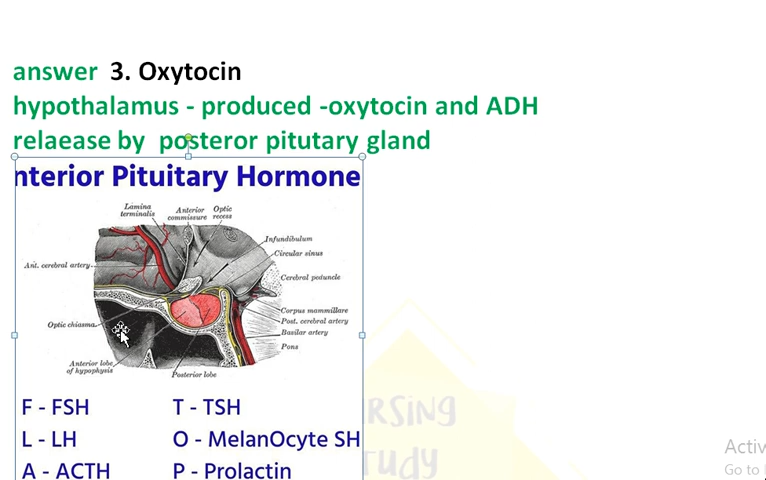 answer 3. Oxytocin
hypothalamus - produced -oxytocin and ADH
relaease by posteror pitutary gland
nterior Pituitary Hormone
Lamina terminalis
Anterior commissure
Optic recess
Infundibulum
Circular sinus
Ant. cerebral artery
Cerebral peduncle
Corpus mammillare
Post. cerebral artery
Optic chiasma
Basilar artery
Pons
Anterior lobe of hypophysis
Posterior lobe
F - FSH T - TSH
L - LH O - MelanOcyte SH
A - ACTH P - Prolactin
Go to